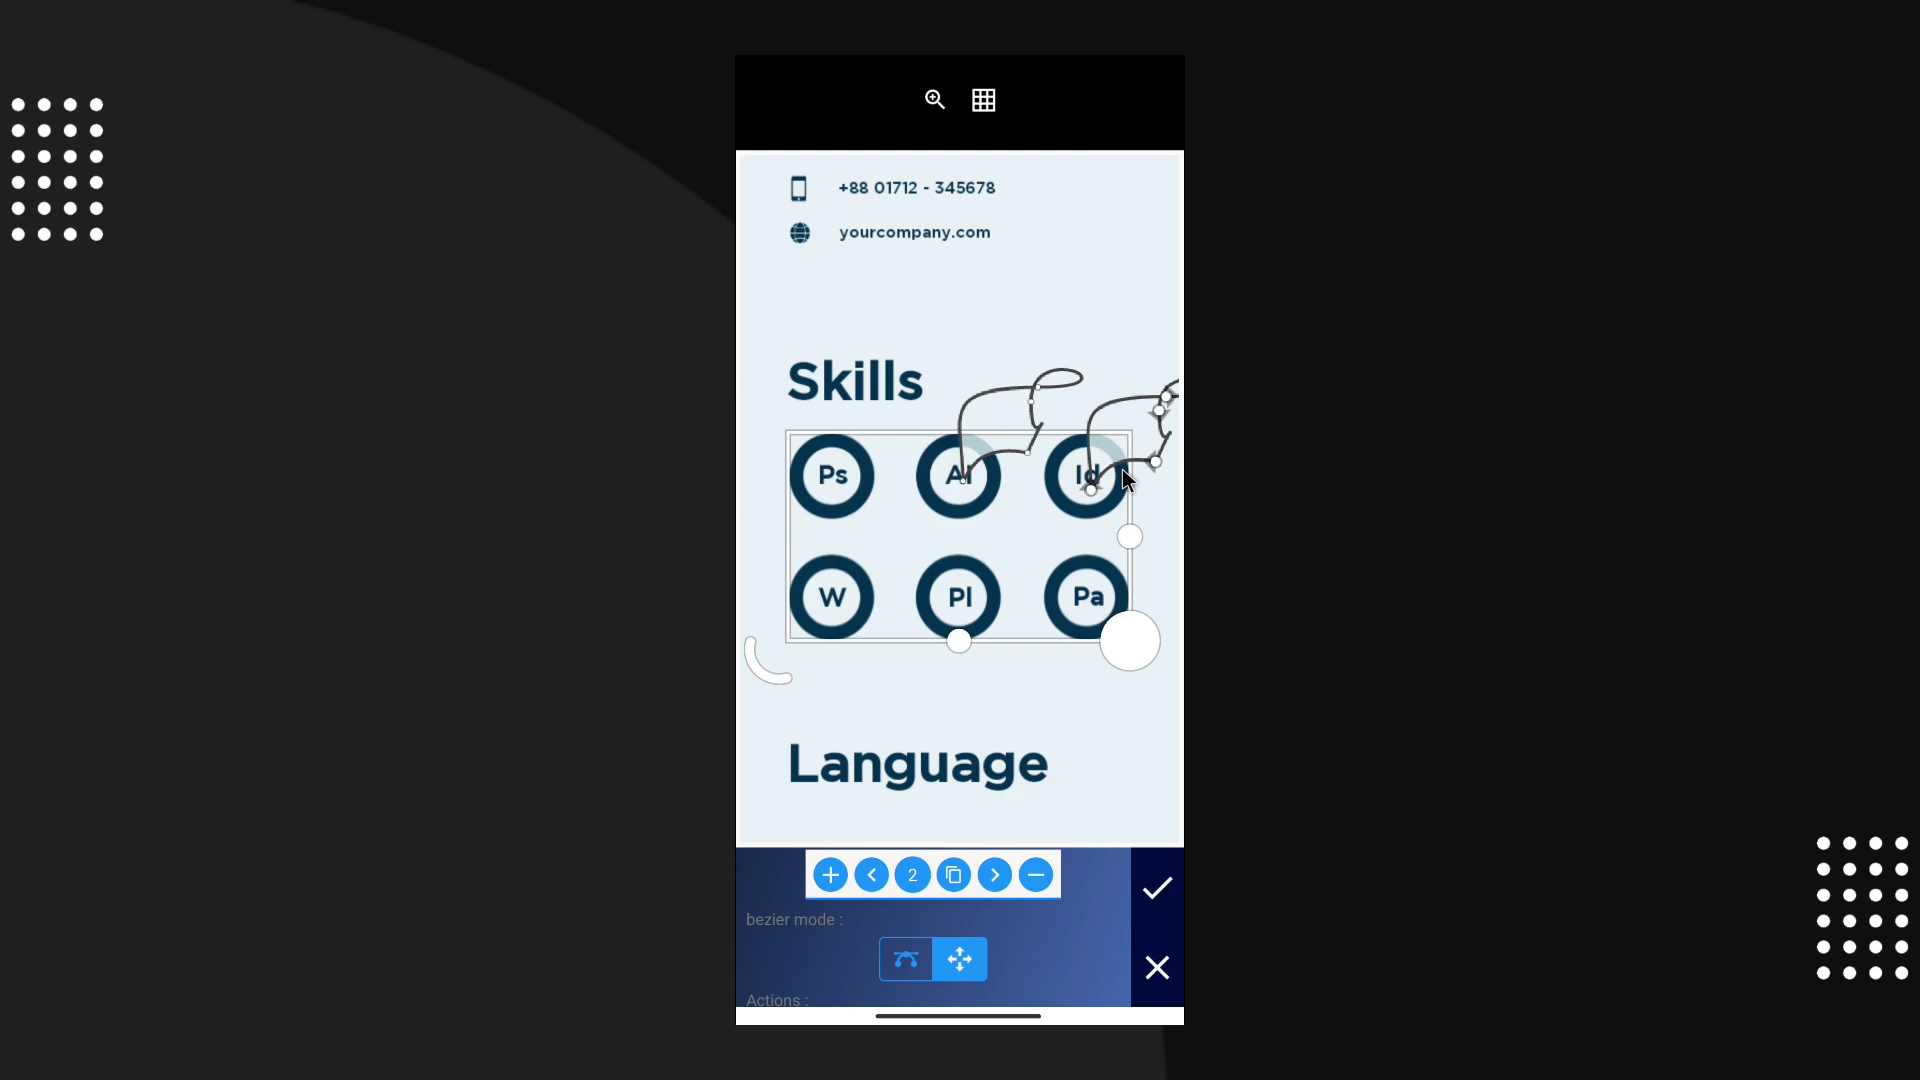 +88 01712 - 345678
yourcompany.com
Skills
Ps AI Id
W Pl Pa
Language
2
bezier mode :
Actions :